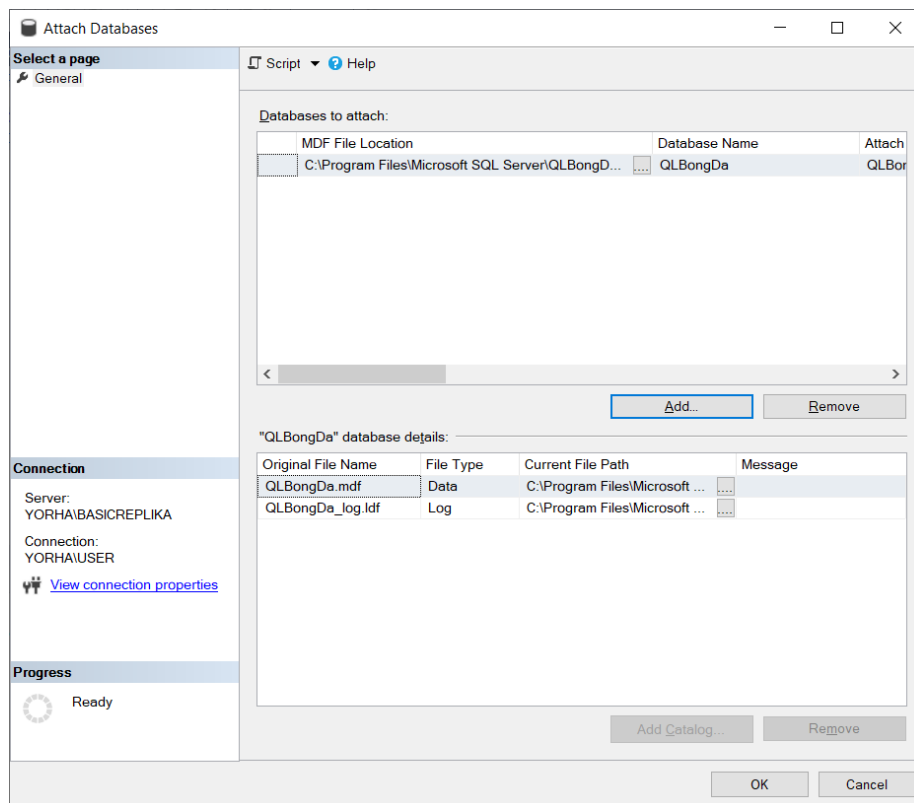 Attach Databases
Select a page
General
Script Help
Databases to attach:
MDF File Location Database Name Attach
C:\Program Files\Microsoft SQL Server\QLBongD... .... QLBongDa QLBor
Add... Remove
"QLBongDa" database details:
Original File Name File Type Current File Path Message
QLBongDa.mdf Data C:\Program Files\Microsoft ... ....
QLBongDa_log.ldf Log C:\Program Files\Microsoft ... ....
Connection
Server:
YORHA\BASICREPLIKA
Connection:
YORHA\USER
View connection properties
Progress
Ready
Add Catalog... Remove
OK Cancel